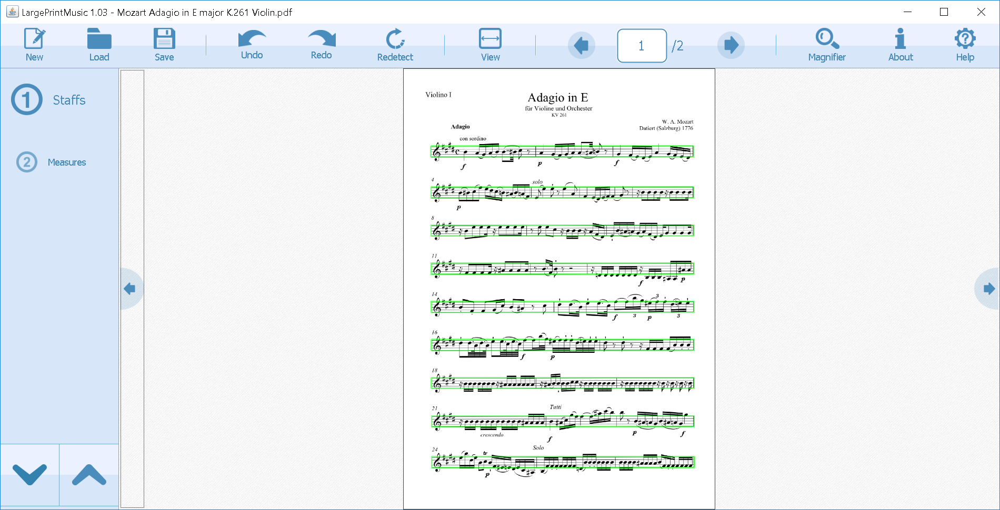 LargePrintMusic 1.03 - Mozart Adagio in E major K.261 Violin.pdf
New Load Save Undo Redo Redetect View 1 /2 Magnifier About Help
1 Staffs
2 Measures
Violino I
Adagio in E
für Violine und Orchester
KV 261
W. A. Mozart
Datiert (Salzburg) 1776
Adagio
con sordino
f p f
4 solo
p
8
11
f p
14 3
f 3 p 3
16
f p
18
21 Tutti
crescendo f p f
24 tr Solo
p